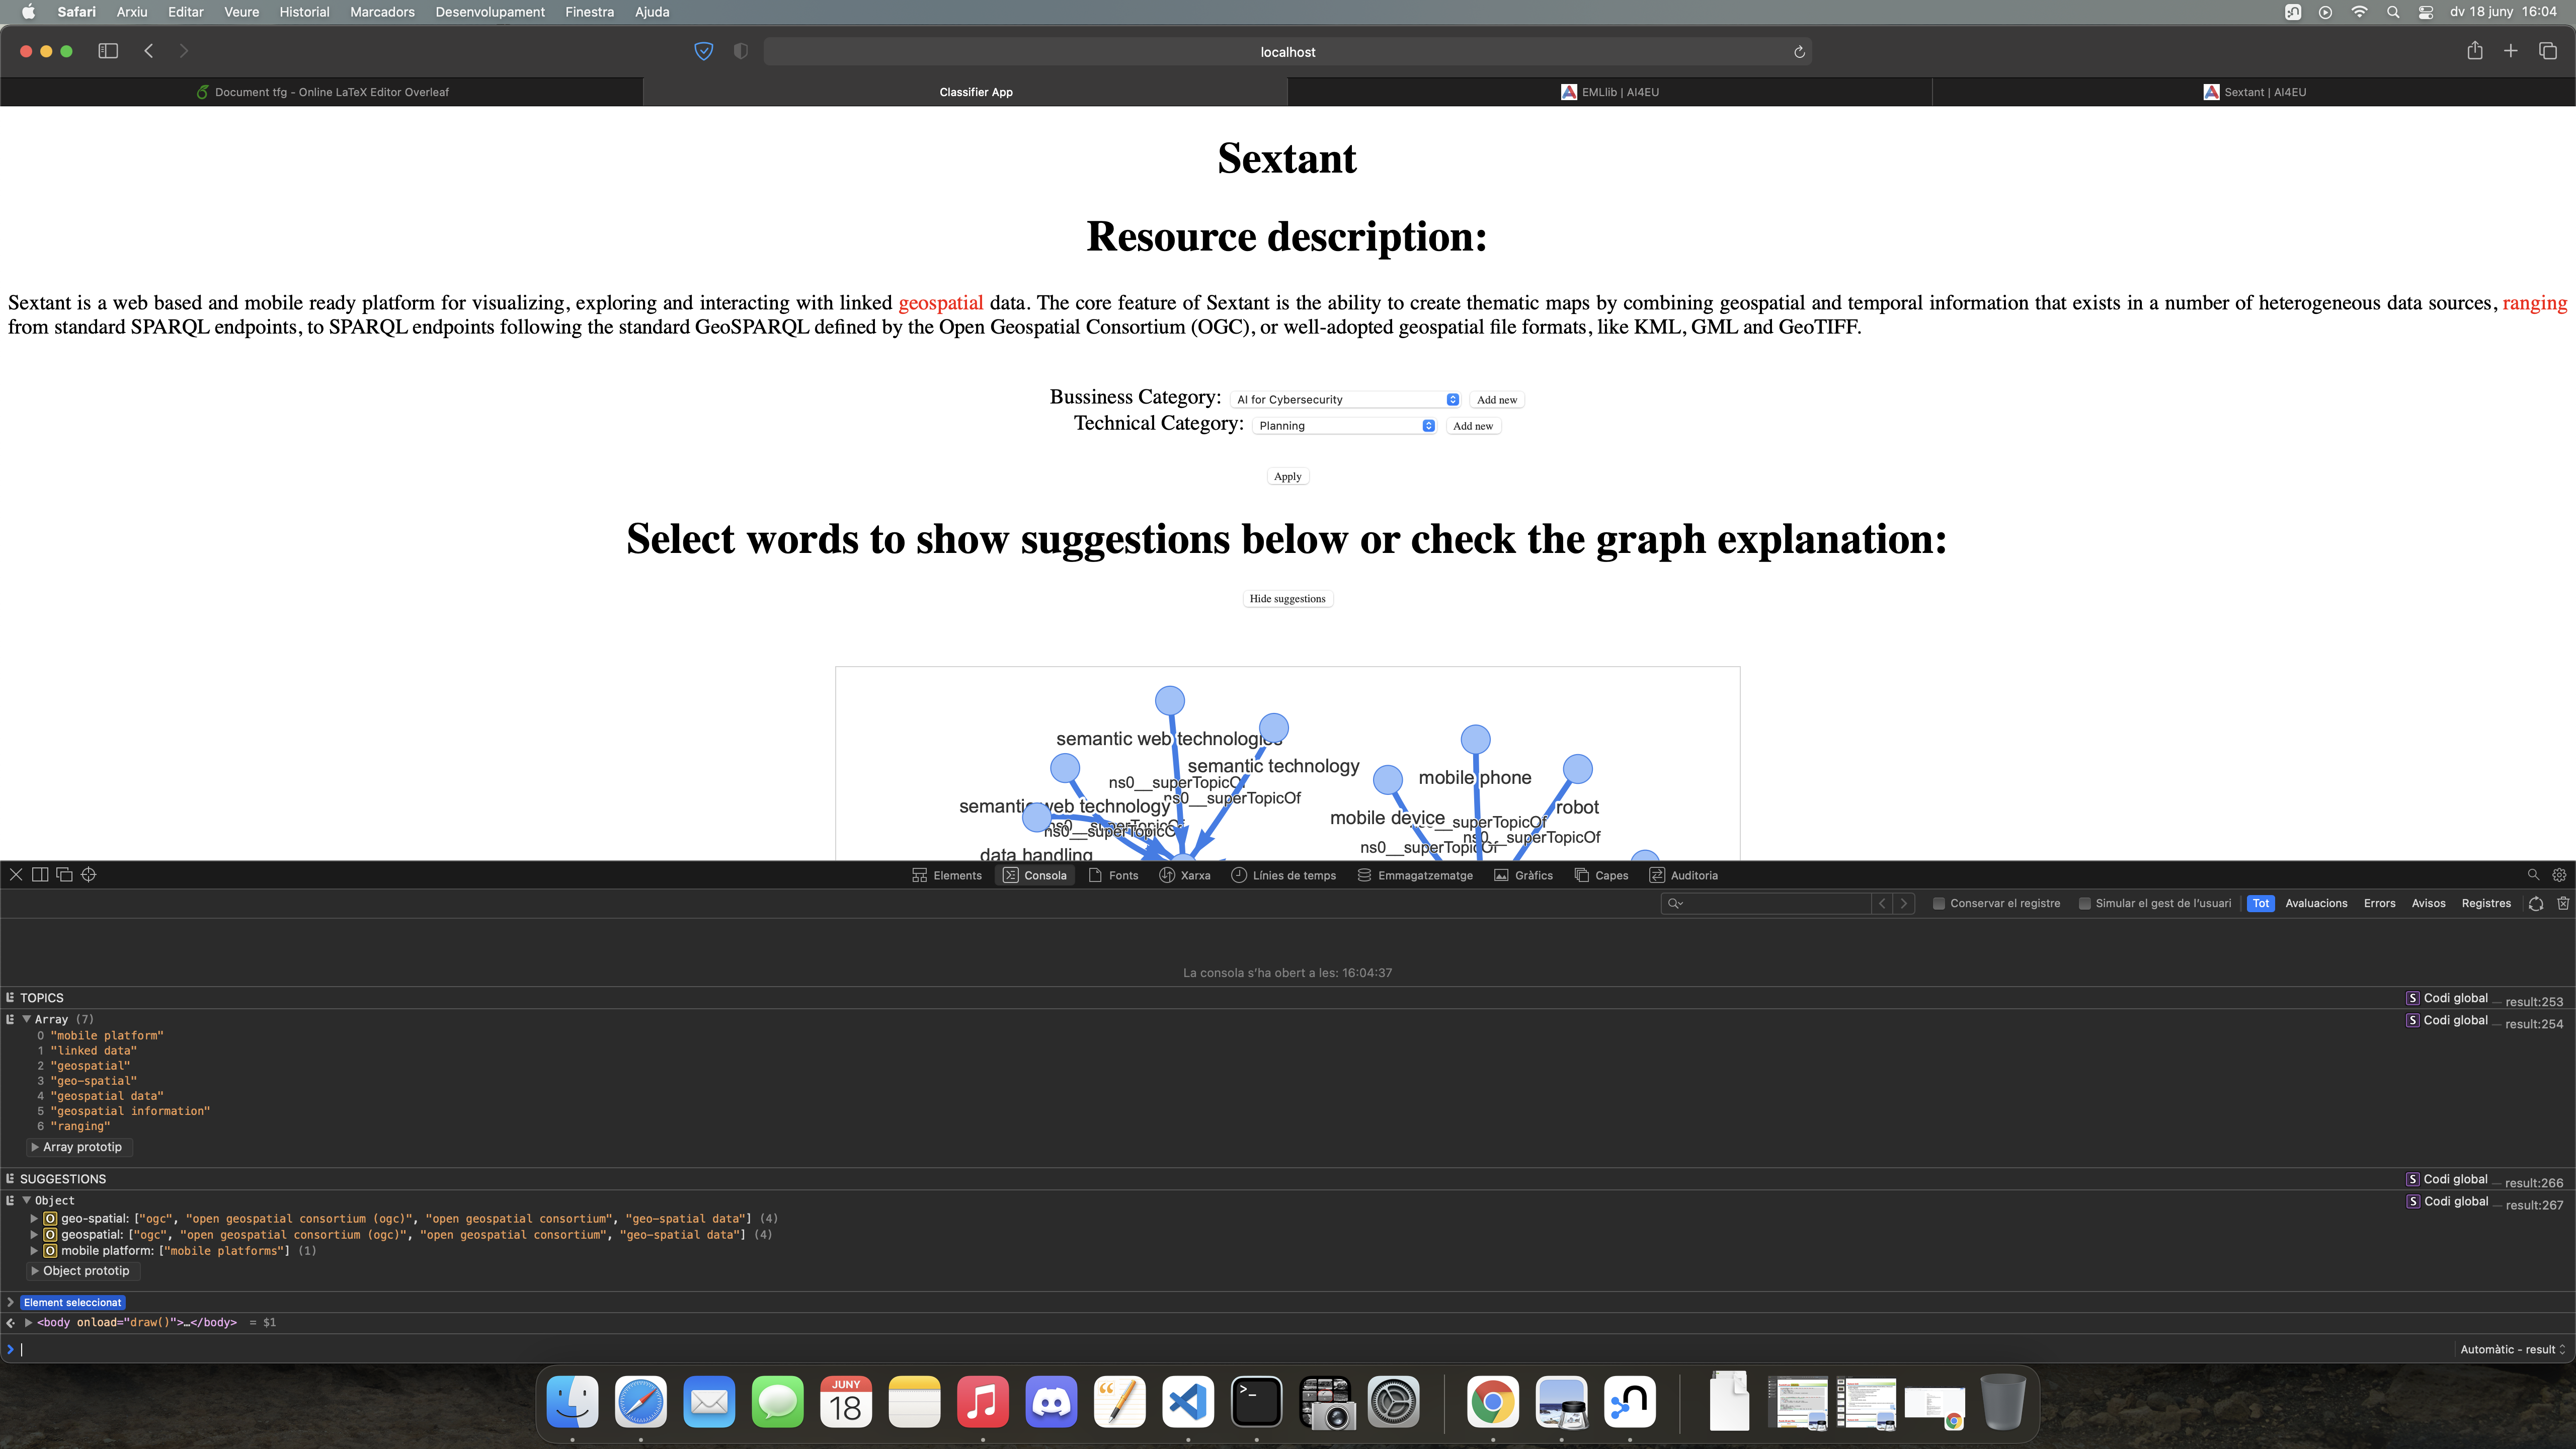 Safari Arxiu Editar Veure Historial Marcadors Desenvolupament Finestra Ajuda dv 18 juny 16:04
localhost
Document tfg - Online LaTeX Editor Overleaf Classifier App EMLlib | AI4EU Sextant | AI4EU
Sextant
Resource description:
Sextant is a web based and mobile ready platform for visualizing, exploring and interacting with linked geospatial data. The core feature of Sextant is the ability to create thematic maps by combining geospatial and temporal information that exists in a number of heterogeneous data sources, ranging
from standard SPARQL endpoints, to SPARQL endpoints following the standard GeoSPARQL defined by the Open Geospatial Consortium (OGC), or well-adopted geospatial file formats, like KML, GML and GeoTIFF.
Bussiness Category: AI for Cybersecurity Add new
Technical Category: Planning Add new
Apply
Select words to show suggestions below or check the graph explanation:
Hide suggestions
semantic web technologies
semantic technology
mobile phone
ns0__superTopicOf
ns0__superTopicOf
semantic web technology
robot
mobile device
ns0__superTopicOf
ns0__superTopicOf
ns0__superTopicOf
ns0__superTopicOf
ns0__superTopicOf
data handling
Elements Consola Fonts Xarxa Línies de temps Emmagatzematge Gràfics Capes Auditoria
Conservar el registre Simular el gest de l'usuari Tot Avaluacions Errors Avisos Registres
La consola s'ha obert a les: 16:04:37
TOPICS S Codi global — result:253
Array (7) S Codi global — result:254
0 "mobile platform"
1 "linked data"
2 "geospatial"
3 "geo-spatial"
4 "geospatial data"
5 "geospatial information"
6 "ranging"
Array prototip
SUGGESTIONS S Codi global — result:266
Object S Codi global — result:267
O geo-spatial: ["ogc", "open geospatial consortium (ogc)", "open geospatial consortium", "geo-spatial data"] (4)
O geospatial: ["ogc", "open geospatial consortium (ogc)", "open geospatial consortium", "geo-spatial data"] (4)
O mobile platform: ["mobile platforms"] (1)
Object prototip
Element seleccionat
<body onload="draw()">…</body> = $1
Automàtic - result
JUNY
18